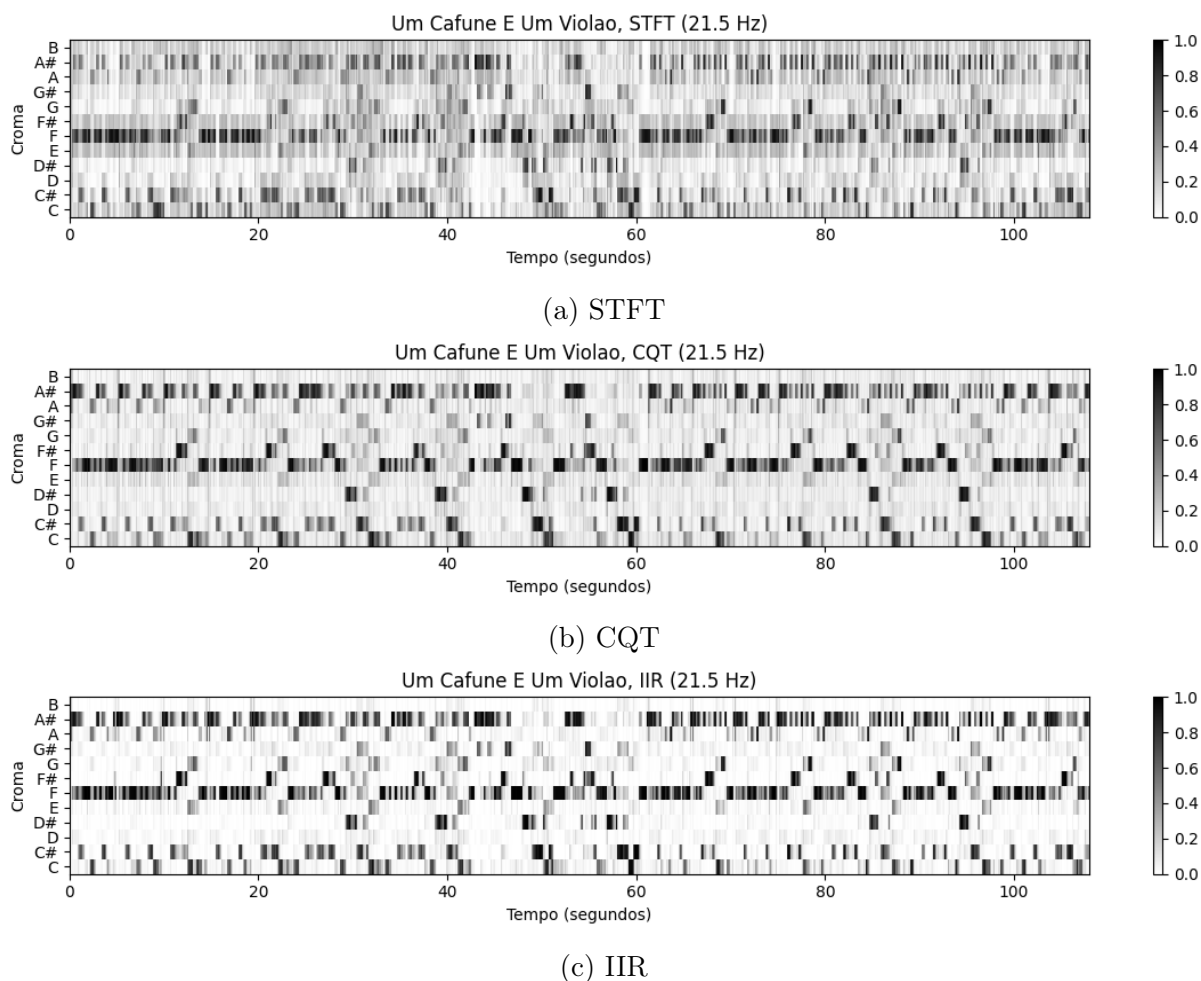 Um Cafune E Um Violao, STFT (21.5 Hz)
B
A#
A
G#
G
F#
F
E
D#
D
C#
C
Croma
0 20 40 60 80 100
Tempo (segundos)
1.0
0.8
0.6
0.4
0.2
0.0
(a) STFT
Um Cafune E Um Violao, CQT (21.5 Hz)
B
A#
A
G#
G
F#
F
E
D#
D
C#
C
Croma
0 20 40 60 80 100
Tempo (segundos)
1.0
0.8
0.6
0.4
0.2
0.0
(b) CQT
Um Cafune E Um Violao, IIR (21.5 Hz)
B
A#
A
G#
G
F#
F
E
D#
D
C#
C
Croma
0 20 40 60 80 100
Tempo (segundos)
1.0
0.8
0.6
0.4
0.2
0.0
(c) IIR